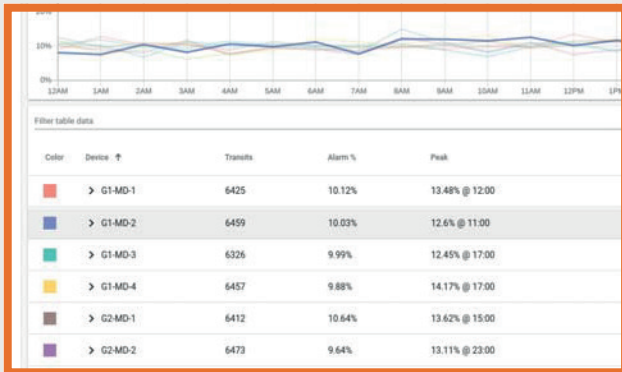 20%
10%
0%
12AM 1AM 2AM 3AM 4AM 5AM 6AM 7AM 8AM 9AM 10AM 11AM 12PM 1P
Filter table data
Color Device ↑ Transits Alarm % Peak
> G1-MD-1 6425 10.12% 13.48% @ 12:00
> G1-MD-2 6459 10.03% 12.6% @ 11:00
> G1-MD-3 6326 9.99% 12.45% @ 17:00
> G1-MD-4 6457 9.88% 14.17% @ 17:00
> G2-MD-1 6412 10.64% 13.62% @ 15:00
> G2-MD-2 6473 9.64% 13.11% @ 23:00